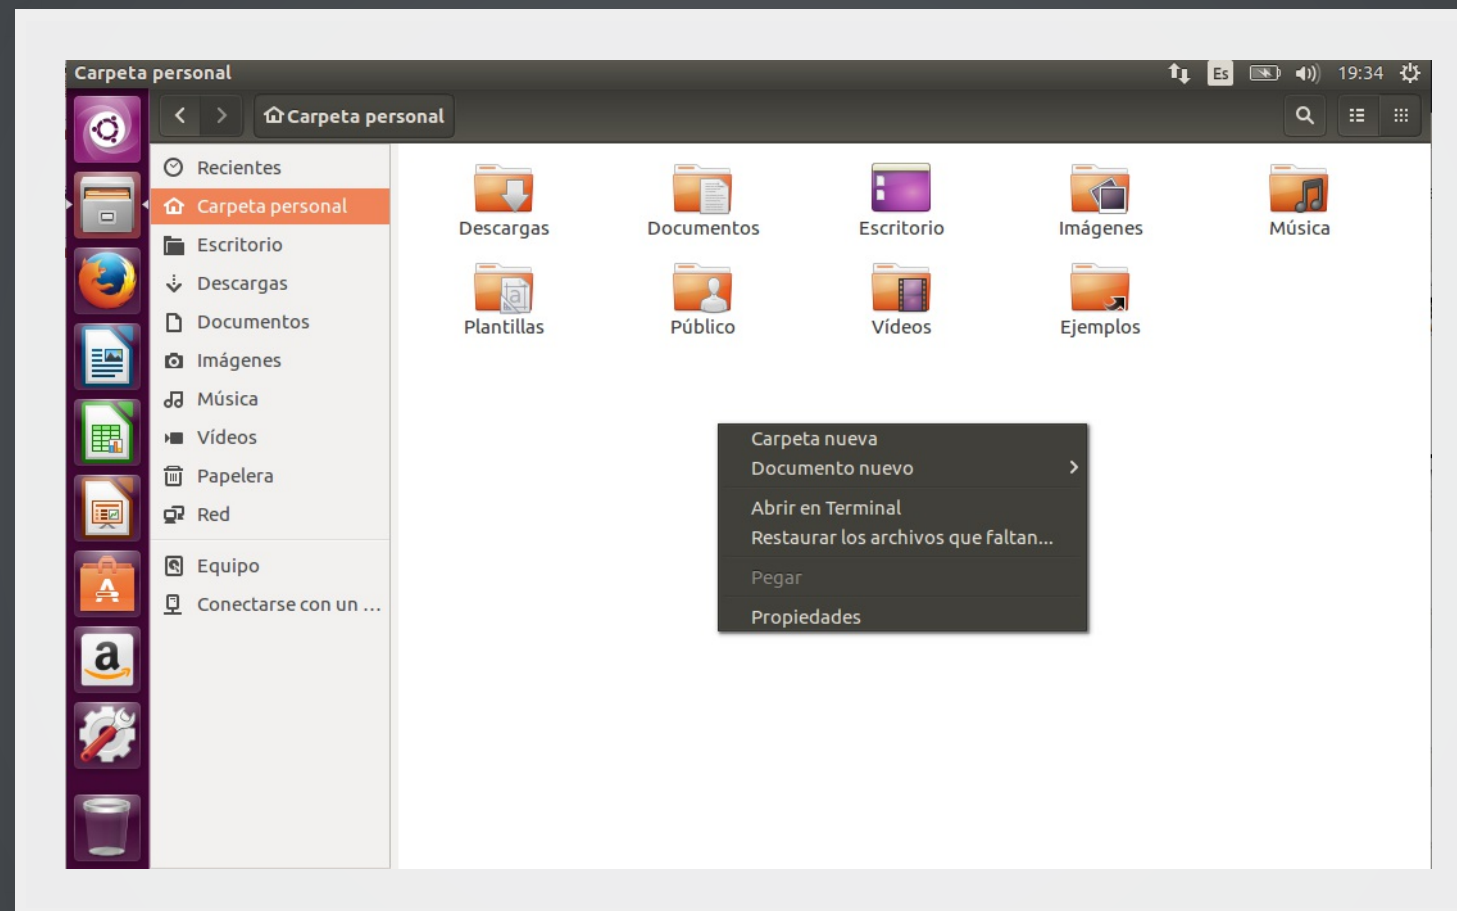 Carpeta personal
Es
19:34
Carpeta personal
Recientes
Carpeta personal
Escritorio
Descargas
Documentos
Imágenes
Música
Vídeos
Papelera
Red
Equipo
Conectarse con un ...
Descargas
Documentos
Escritorio
Imágenes
Música
Plantillas
Público
Vídeos
Ejemplos
Carpeta nueva
Documento nuevo
Abrir en Terminal
Restaurar los archivos que faltan...
Pegar
Propiedades